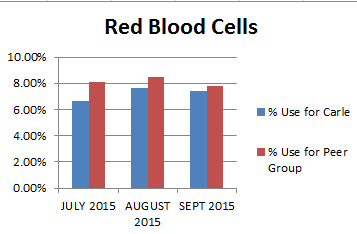 Red Blood Cells
10.00%
8.00%
6.00%
4.00%
2.00%
0.00%
JULY 2015 AUGUST SEPT 2015
2015
% Use for Carle
% Use for Peer
Group